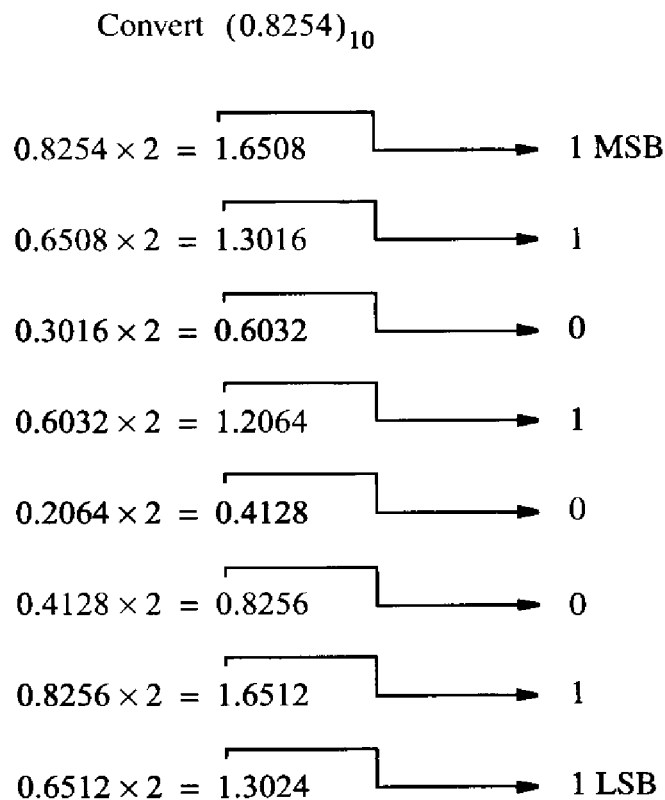 Convert (0.8254)₁₀
0.8254 × 2 = 1.6508 1 MSB
0.6508 × 2 = 1.3016 1
0.3016 × 2 = 0.6032 0
0.6032 × 2 = 1.2064 1
0.2064 × 2 = 0.4128 0
0.4128 × 2 = 0.8256 0
0.8256 × 2 = 1.6512 1
0.6512 × 2 = 1.3024 1 LSB